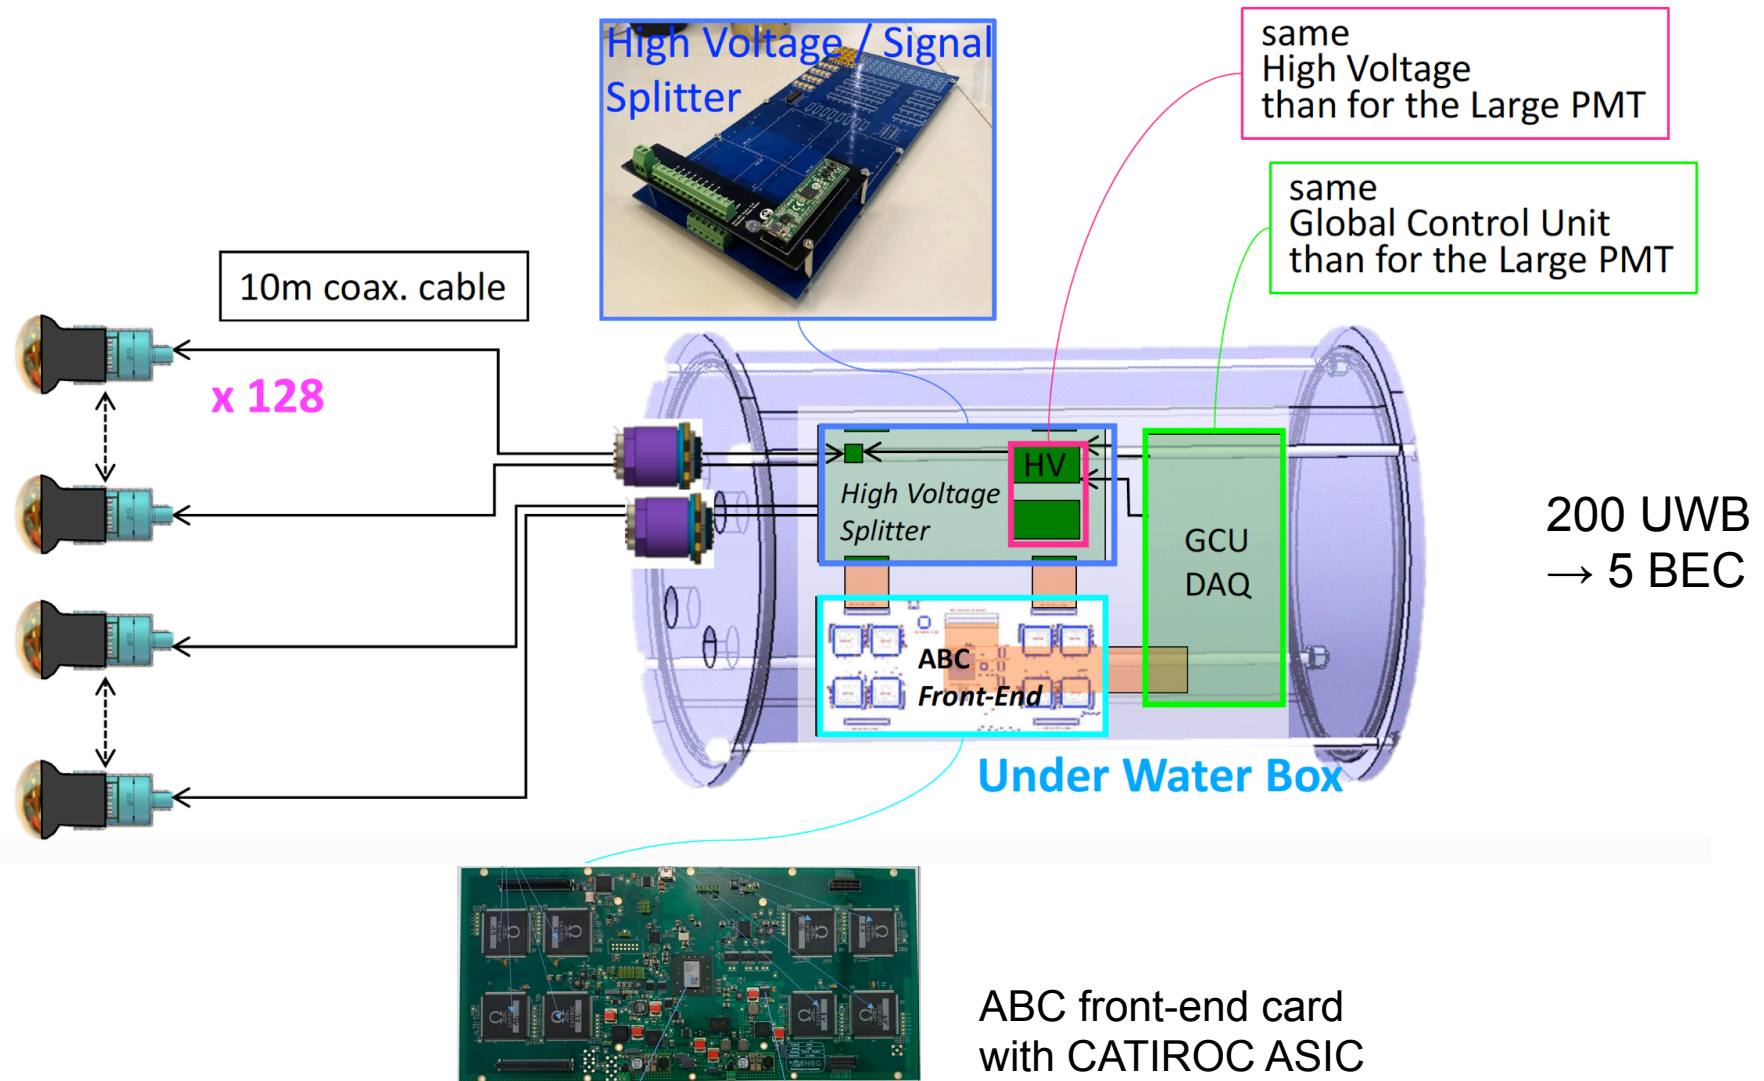 High Voltage / Signal
Splitter
same
High Voltage
than for the Large PMT
same
Global Control Unit
than for the Large PMT
10m coax. cable
x 128
HV
High Voltage
Splitter
GCU
DAQ
200 UWB
→ 5 BEC
ABC
Front-End
Under Water Box
ABC front-end card
with CATIROC ASIC